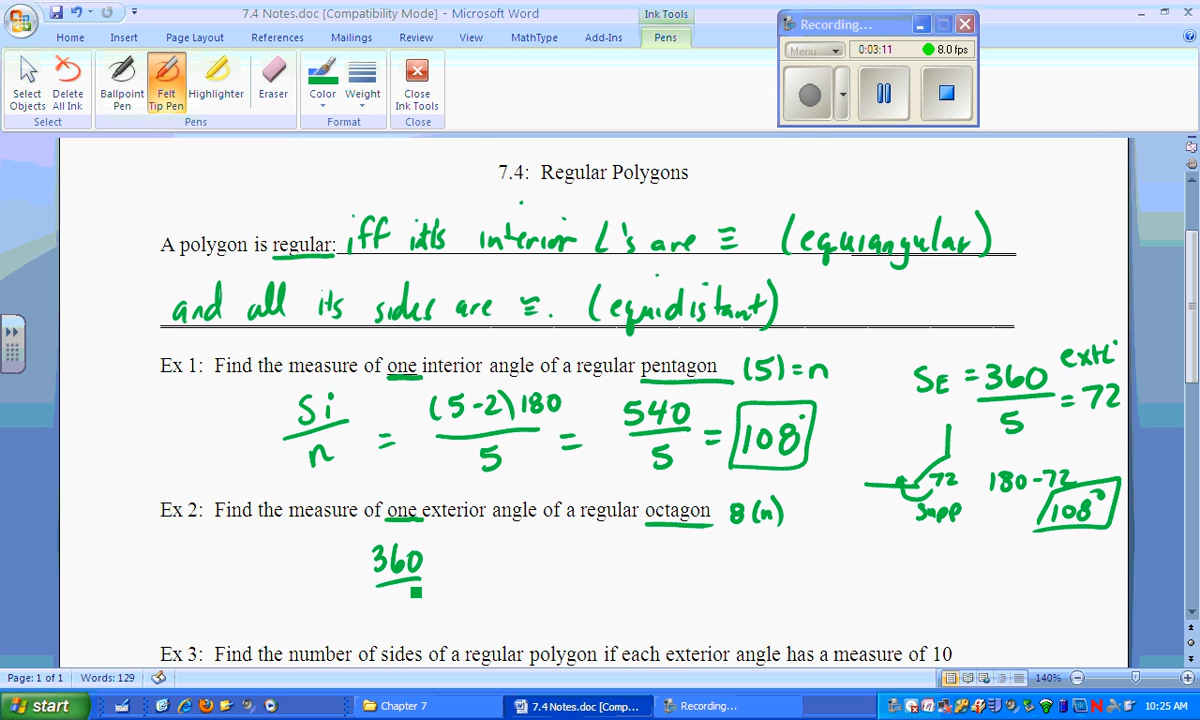 7.4 Notes.doc [Compatibility Mode] - Microsoft Word
Ink Tools
Recording...
Home Insert Page Layout References Mailings Review View MathType Add-Ins Pens
Menu 0:03:11 8.0 fps
Select Objects
Delete All Ink
Ballpoint Pen
Felt Tip Pen
Highlighter
Eraser
Color
Weight
Close Ink Tools
Select Pens Format Close
7.4: Regular Polygons
A polygon is regular: iff its interior ∠'s are ≅ (equiangular)
and all its sides are ≅. (equidistant)
Ex 1: Find the measure of one interior angle of a regular pentagon (5) = n
Si/n = (5-2)180/5 = 540/5 = 108°
SE = 360/5 = 72
ext
72
supp
180-72
108°
Ex 2: Find the measure of one exterior angle of a regular octagon 8 (n)
360
Ex 3: Find the number of sides of a regular polygon if each exterior angle has a measure of 10
Page: 1 of 1 Words: 129 140%
start Chapter 7 7.4 Notes.doc [Comp... Recording... 10:25 AM